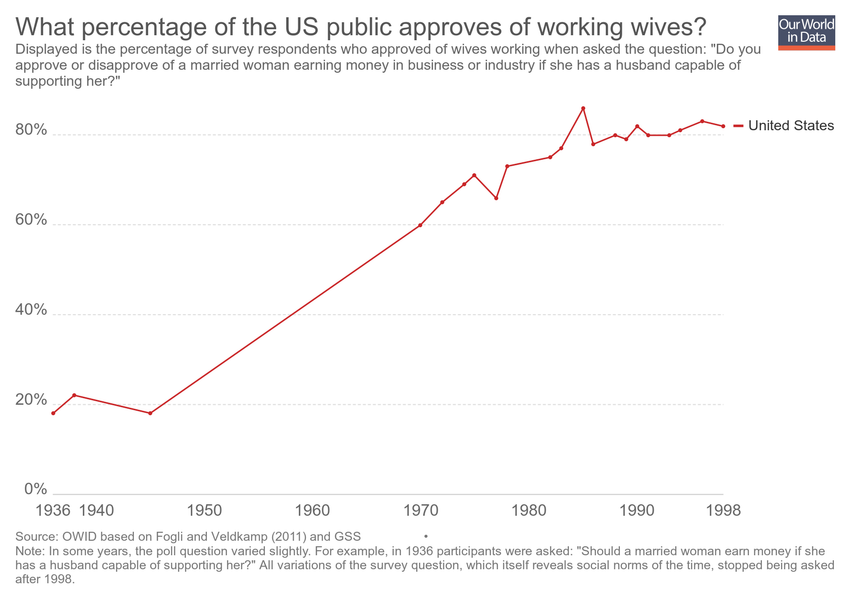 What percentage of the US public approves of working wives?
Our World
in Data
Displayed is the percentage of survey respondents who approved of wives working when asked the question: "Do you
approve or disapprove of a married woman earning money in business or industry if she has a husband capable of
supporting her?"
80%
United States
60%
40%
20%
0%
1936 1940 1950 1960 1970 1980 1990 1998
Source: OWID based on Fogli and Veldkamp (2011) and GSS •
Note: In some years, the poll question varied slightly. For example, in 1936 participants were asked: "Should a married woman earn money if she
has a husband capable of supporting her?" All variations of the survey question, which itself reveals social norms of the time, stopped being asked
after 1998.